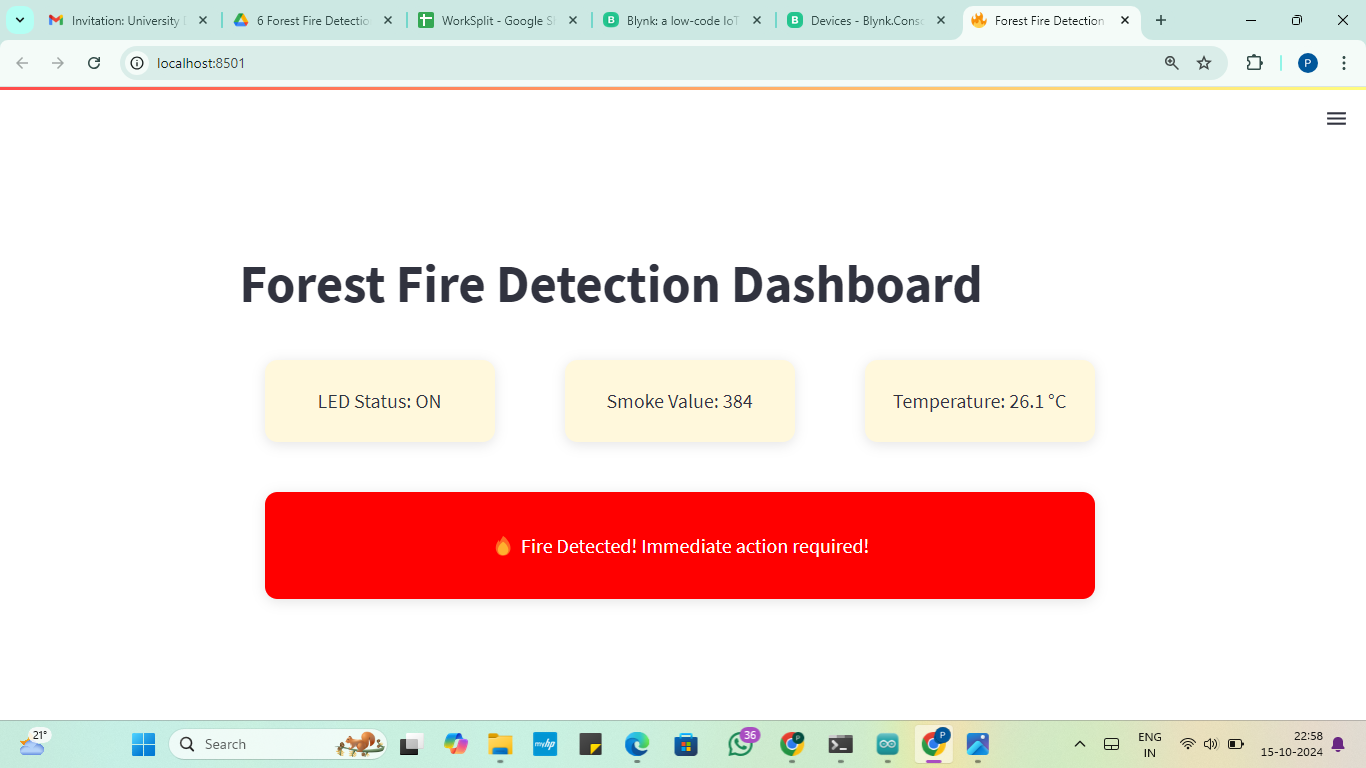 Invitation: University
6 Forest Fire Detectio
WorkSplit - Google S
Blynk: a low-code IoT
Devices - Blynk.Cons
Forest Fire Detection
localhost:8501
P
Forest Fire Detection Dashboard
LED Status: ON
Smoke Value: 384
Temperature: 26.1 °C
🔥 Fire Detected! Immediate action required!
21°
Search
myhp
36
P
P
ENG
IN
22:58
15-10-2024